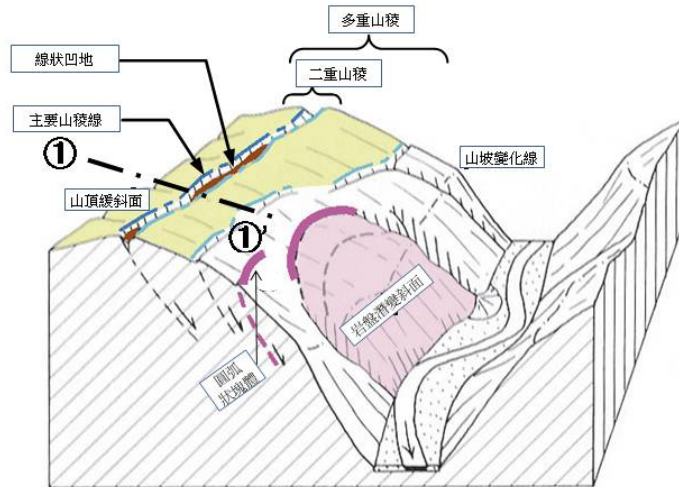 多重山稜
線狀凹地
二重山稜
主要山稜線
①
山坡變化線
山頂緩斜面
①’
岩盤潛變斜面
圓弧
狀塊體